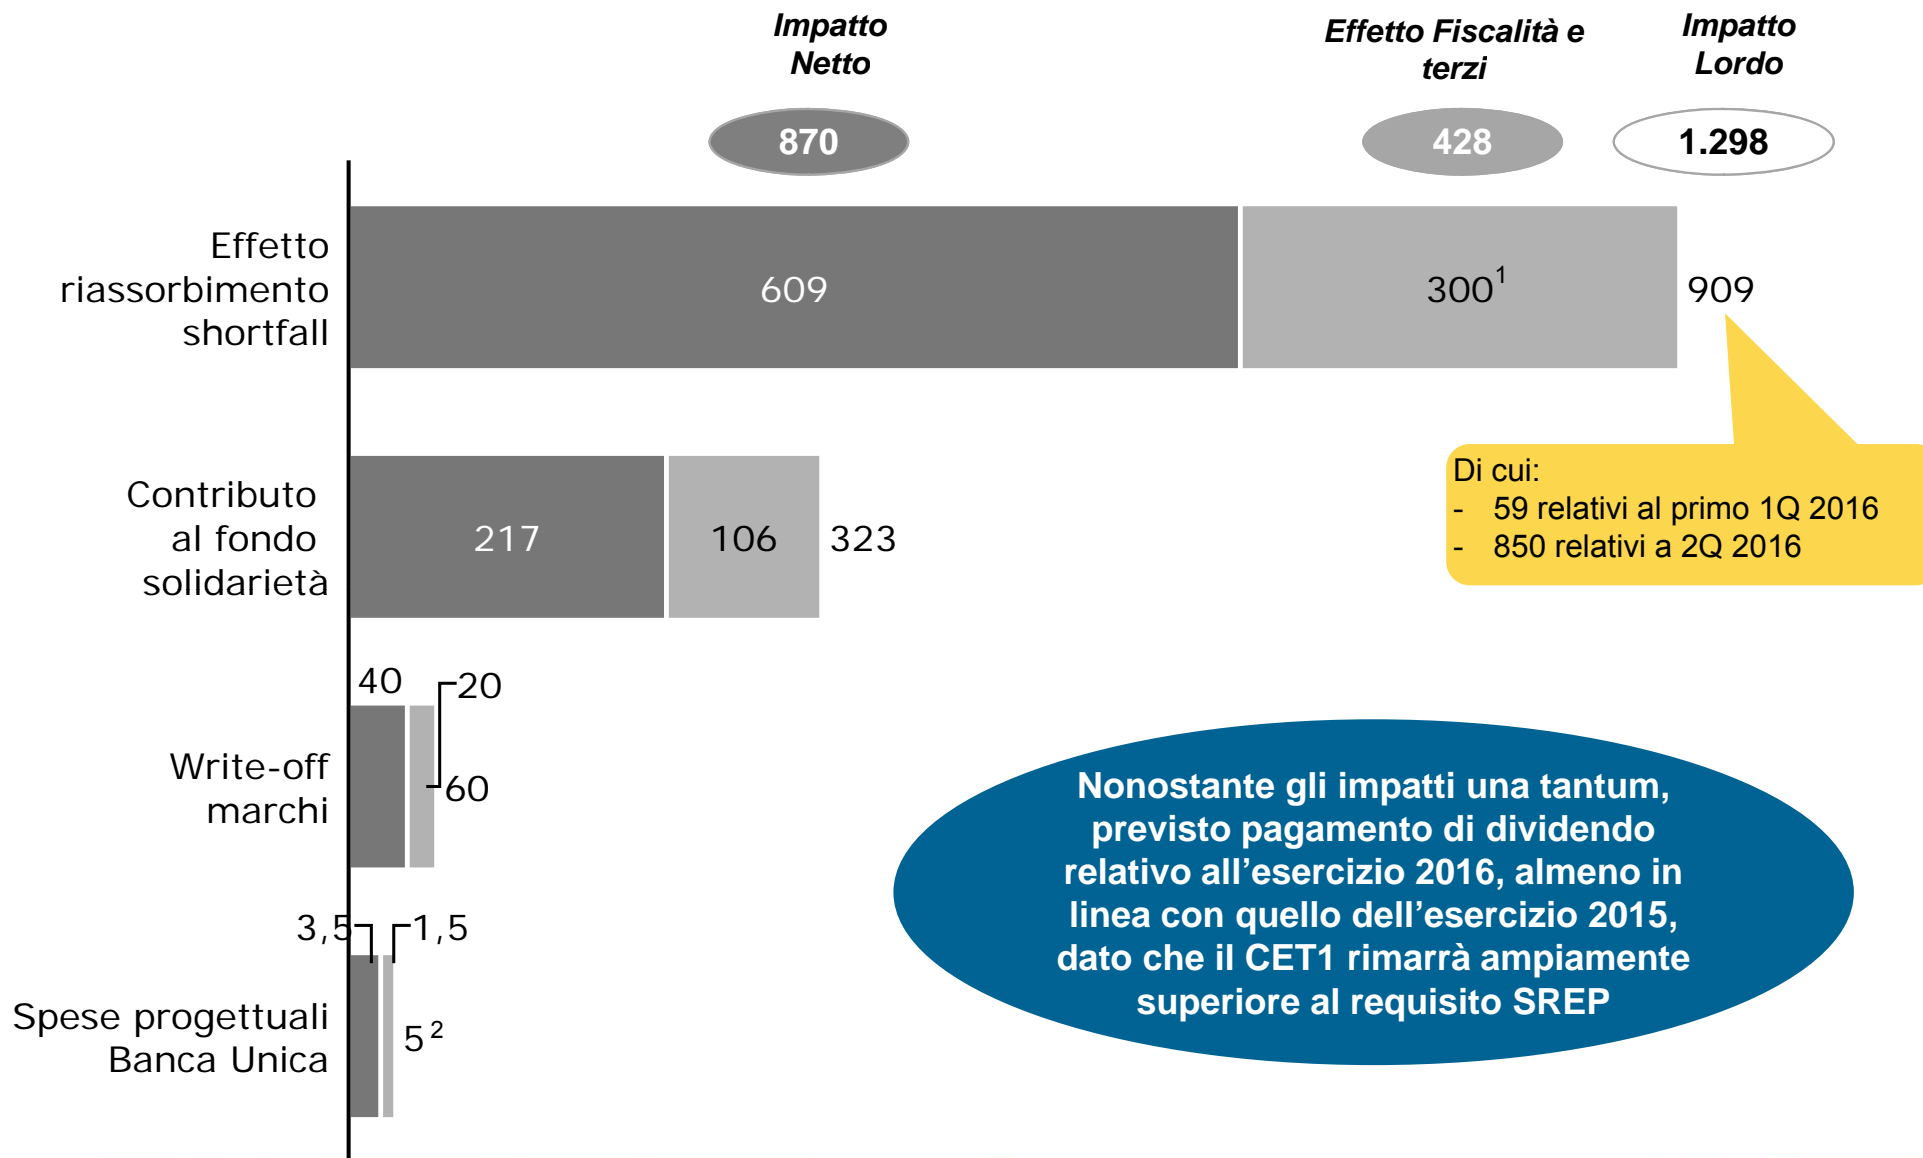 Impatto
Netto
Effetto Fiscalità e
terzi
Impatto
Lordo
870
428
1.298
Effetto
riassorbimento
shortfall
609
300¹
909
Di cui:
- 59 relativi al primo 1Q 2016
- 850 relativi a 2Q 2016
Contributo
al fondo
solidarietà
217
106
323
Write-off
marchi
40
20
60
Spese progettuali
Banca Unica
3,5
1,5
5²
Nonostante gli impatti una tantum,
previsto pagamento di dividendo
relativo all’esercizio 2016, almeno in
linea con quello dell’esercizio 2015,
dato che il CET1 rimarrà ampiamente
superiore al requisito SREP